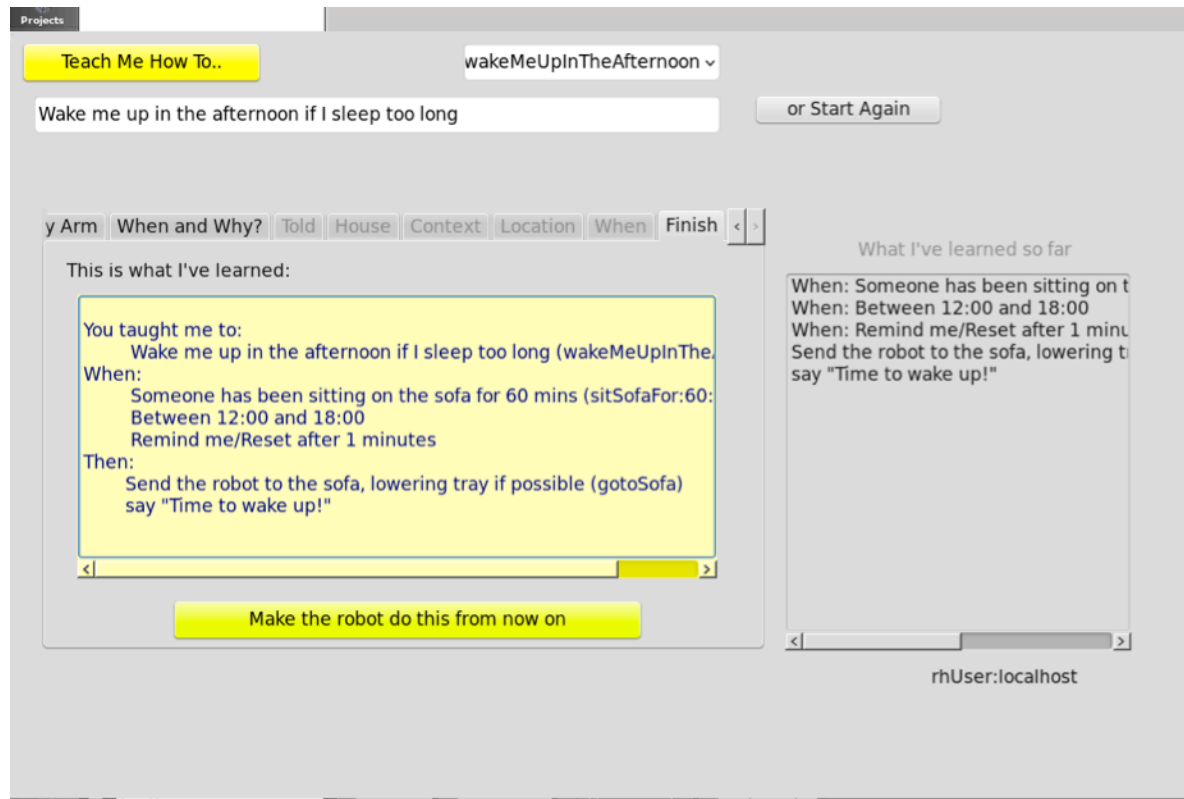 Projects
Teach Me How To..
wakeMeUpInTheAfternoon
Wake me up in the afternoon if I sleep too long
or Start Again
y Arm When and Why? Told House Context Location When Finish
This is what I've learned:
You taught me to:
Wake me up in the afternoon if I sleep too long (wakeMeUpInThe
When:
Someone has been sitting on the sofa for 60 mins (sitSofaFor:60:
Between 12:00 and 18:00
Remind me/Reset after 1 minutes
Then:
Send the robot to the sofa, lowering tray if possible (gotoSofa)
say "Time to wake up!"
Make the robot do this from now on
What I've learned so far
When: Someone has been sitting on t
When: Between 12:00 and 18:00
When: Remind me/Reset after 1 minu
Send the robot to the sofa, lowering t
say "Time to wake up!"
rhUser:localhost